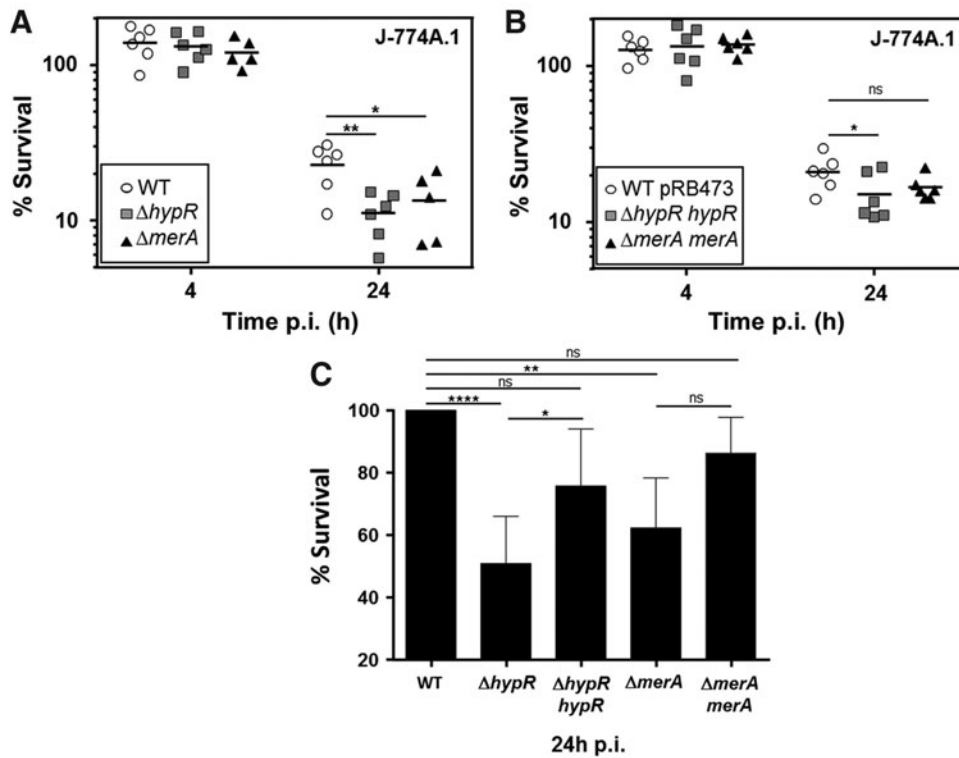 A
J-774A.1
% Survival
100
10
*
**
WT
ΔhypR
ΔmerA
4
24
Time p.i. (h)
B
J-774A.1
% Survival
100
10
ns
*
WT pRB473
ΔhypR hypR
ΔmerA merA
4
24
Time p.i. (h)
C
ns
**
ns
****
*
ns
% Survival
100
80
60
40
20
WT
ΔhypR
ΔhypR
hypR
ΔmerA
ΔmerA
merA
24h p.i.